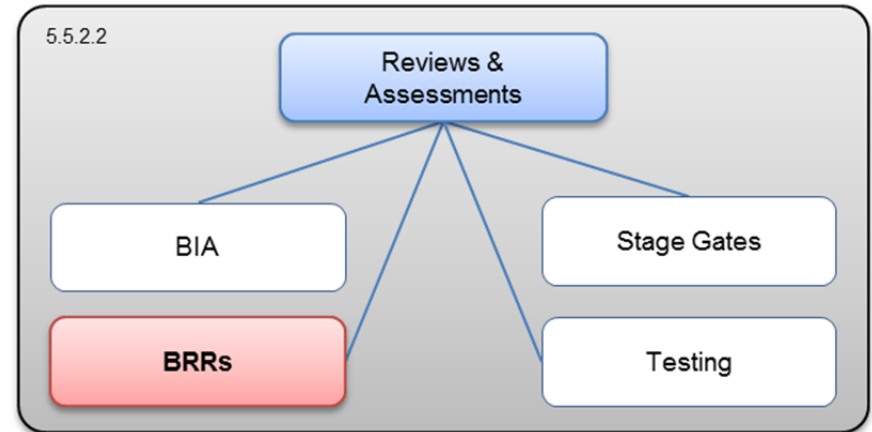 5.5.2.2
Reviews &
Assessments
BIA
Stage Gates
BRRs
Testing